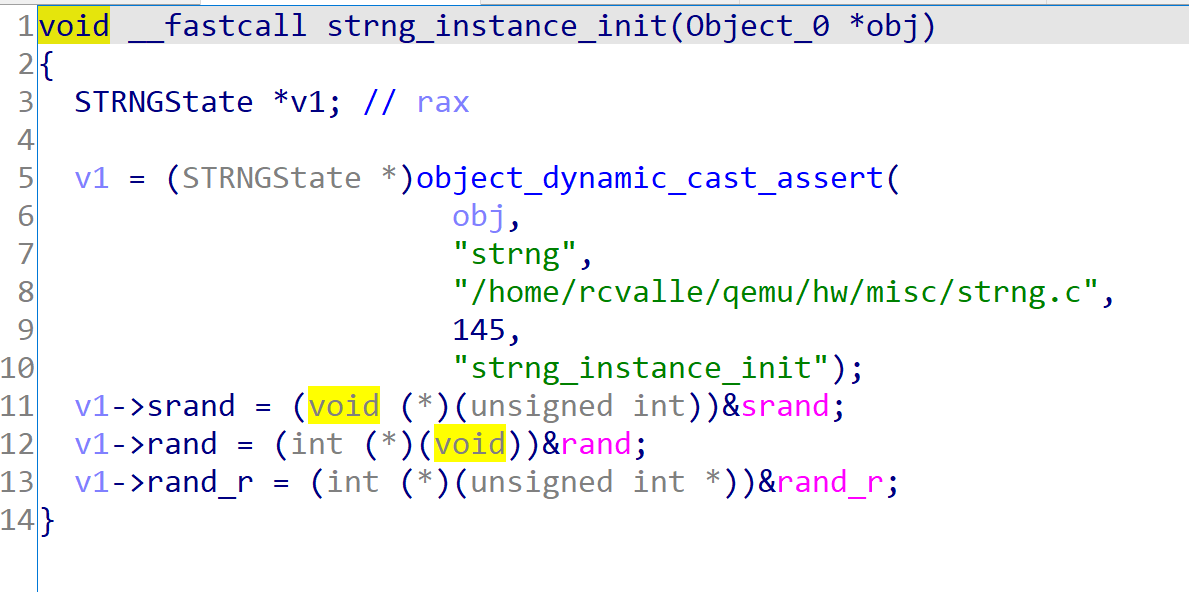 1 void __fastcall strng_instance_init(Object_0 *obj)
2 {
3   STRNGState *v1; // rax
4
5   v1 = (STRNGState *)object_dynamic_cast_assert(
6                        obj,
7                        "strng",
8                        "/home/rcvalle/qemu/hw/misc/strng.c",
9                        145,
10                       "strng_instance_init");
11   v1->srand = (void (*)(unsigned int))&srand;
12   v1->rand = (int (*)(void))&rand;
13   v1->rand_r = (int (*)(unsigned int *))&rand_r;
14 }